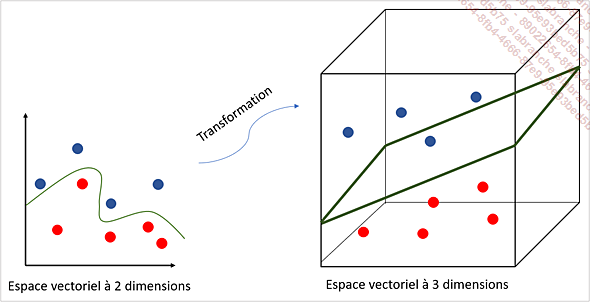 Transformation
Espace vectoriel à 2 dimensions
Espace vectoriel à 3 dimensions